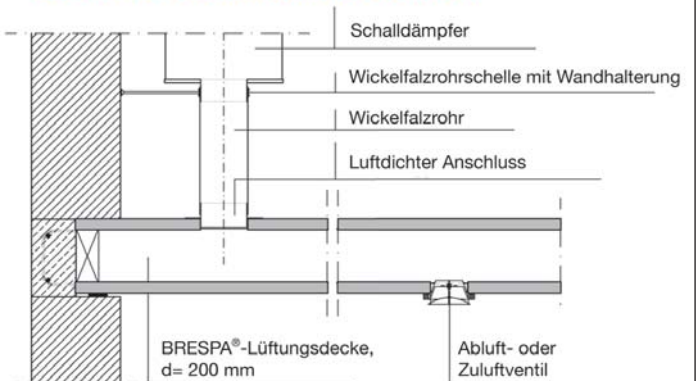 Schalldämpfer
Wickelfalzrohrschelle mit Wandhalterung
Wickelfalzrohr
Luftdichter Anschluss
BRESPA®-Lüftungsdecke,
d= 200 mm
Abluft- oder
Zuluftventil